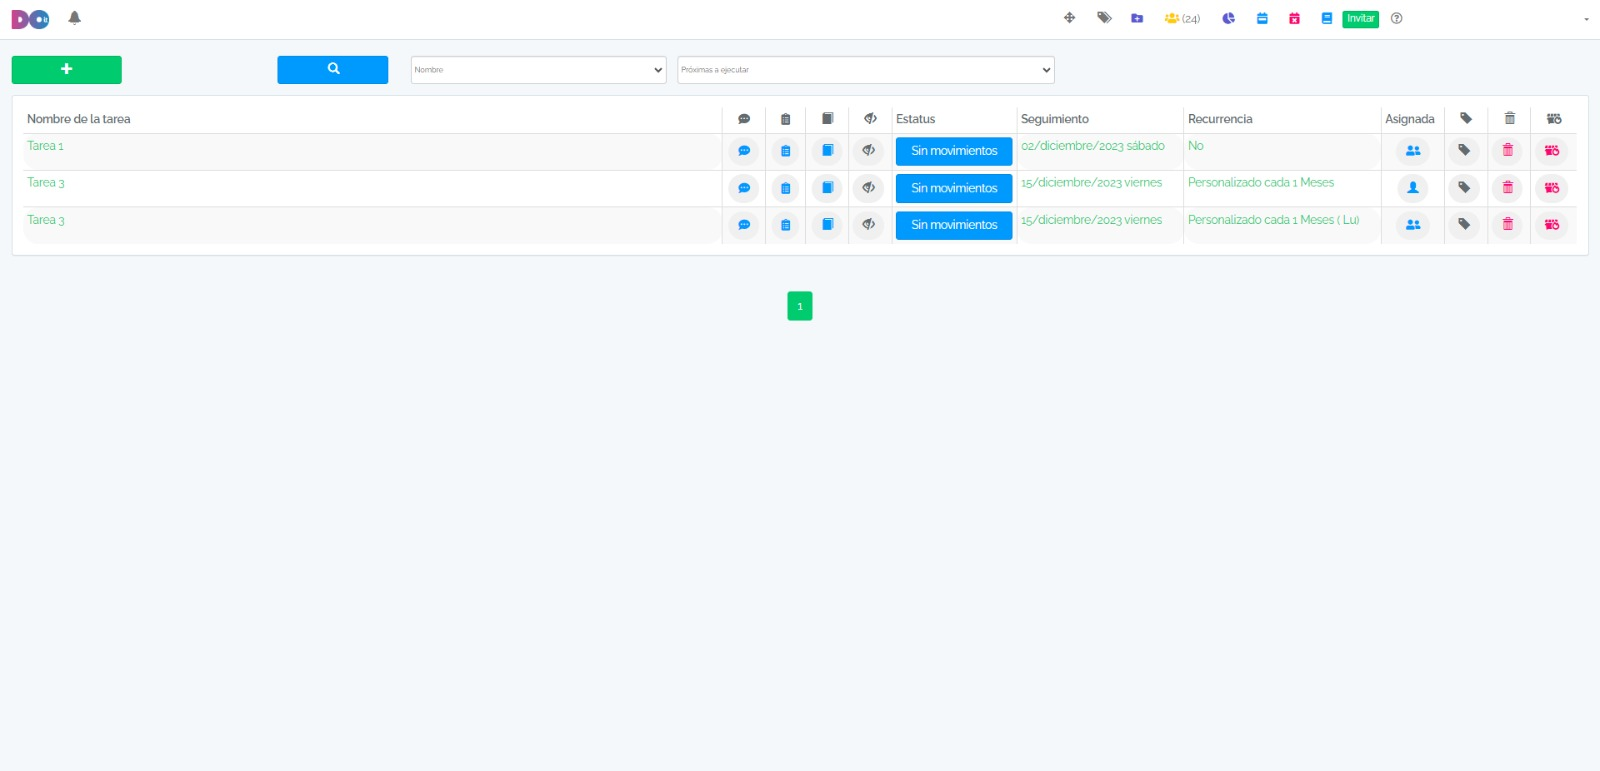 DO it
(24)
Invitar
Nombre
Próximas a ejecutar
Nombre de la tarea
Estatus
Seguimiento
Recurrencia
Asignada
Tarea 1
Sin movimientos
02/diciembre/2023 sábado
No
Tarea 3
Sin movimientos
15/diciembre/2023 viernes
Personalizado cada 1 Meses
Tarea 3
Sin movimientos
15/diciembre/2023 viernes
Personalizado cada 1 Meses ( Lu)
1